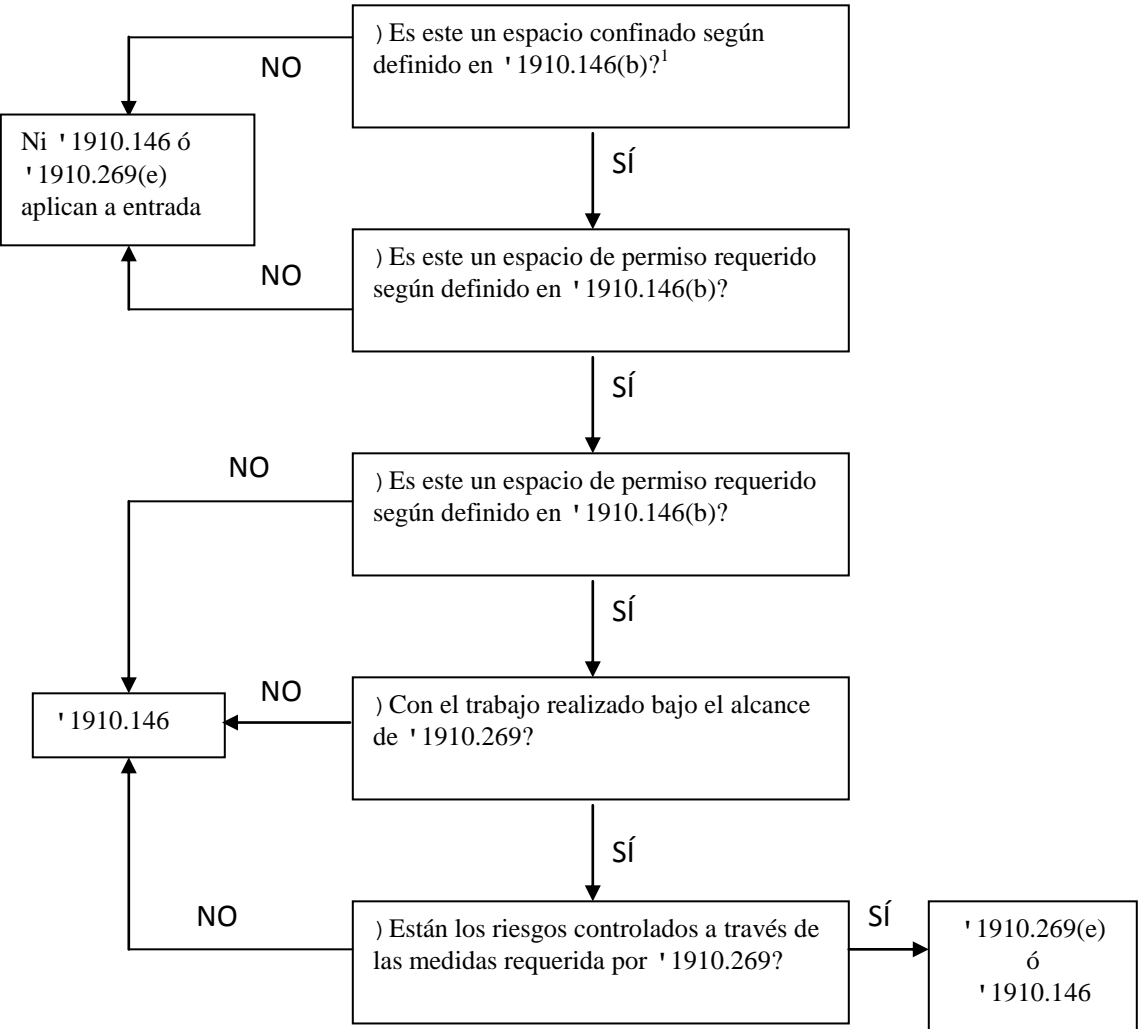 ) Es este un espacio confinado según
definido en '1910.146(b)?1
NO
Ni '1910.146 ó
'1910.269(e)
aplican a entrada
SÍ
NO
) Es este un espacio de permiso requerido
según definido en '1910.146(b)?
SÍ
NO
) Es este un espacio de permiso requerido
según definido en '1910.146(b)?
SÍ
'1910.146
NO
) Con el trabajo realizado bajo el alcance
de '1910.269?
SÍ
NO
) Están los riesgos controlados a través de
las medidas requerida por '1910.269?
SÍ
'1910.269(e)
ó
'1910.146